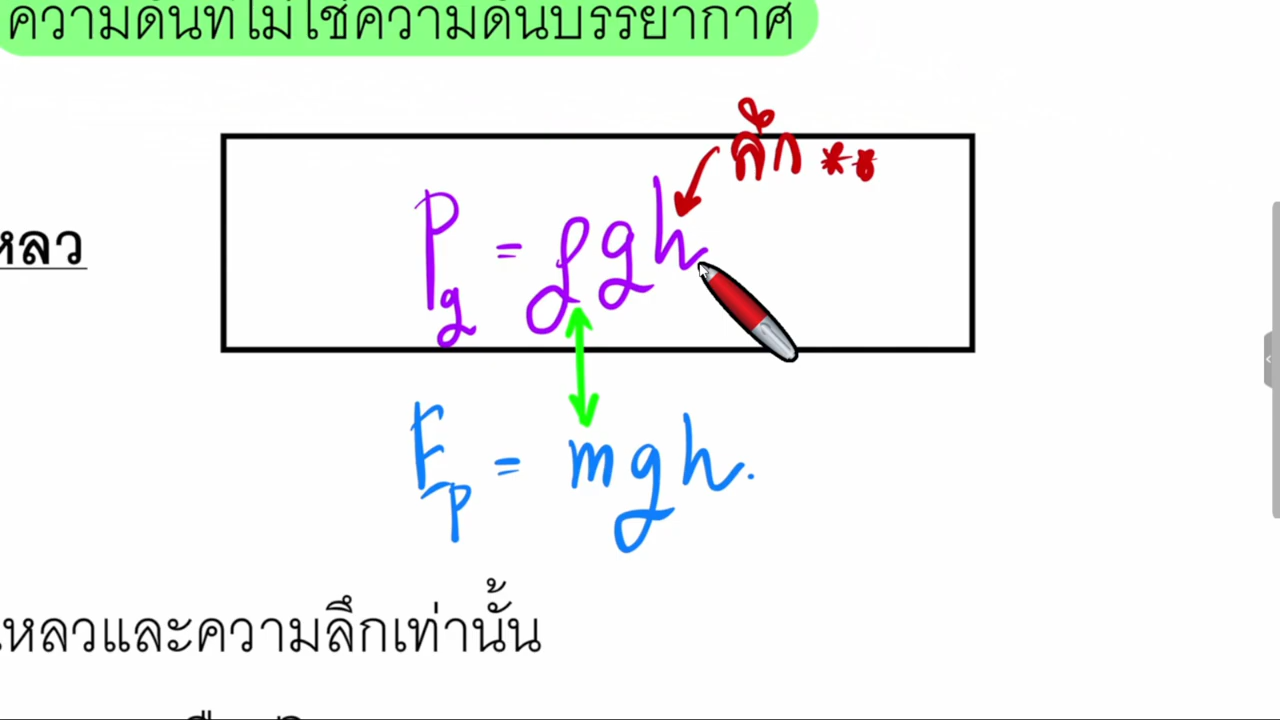 ความดันที่ไม่ใช่ความดันบรรยากาศ
ลึก **
หลว
Pg = ρgh
Ep = mgh.
หลวและความลึกเท่านั้น